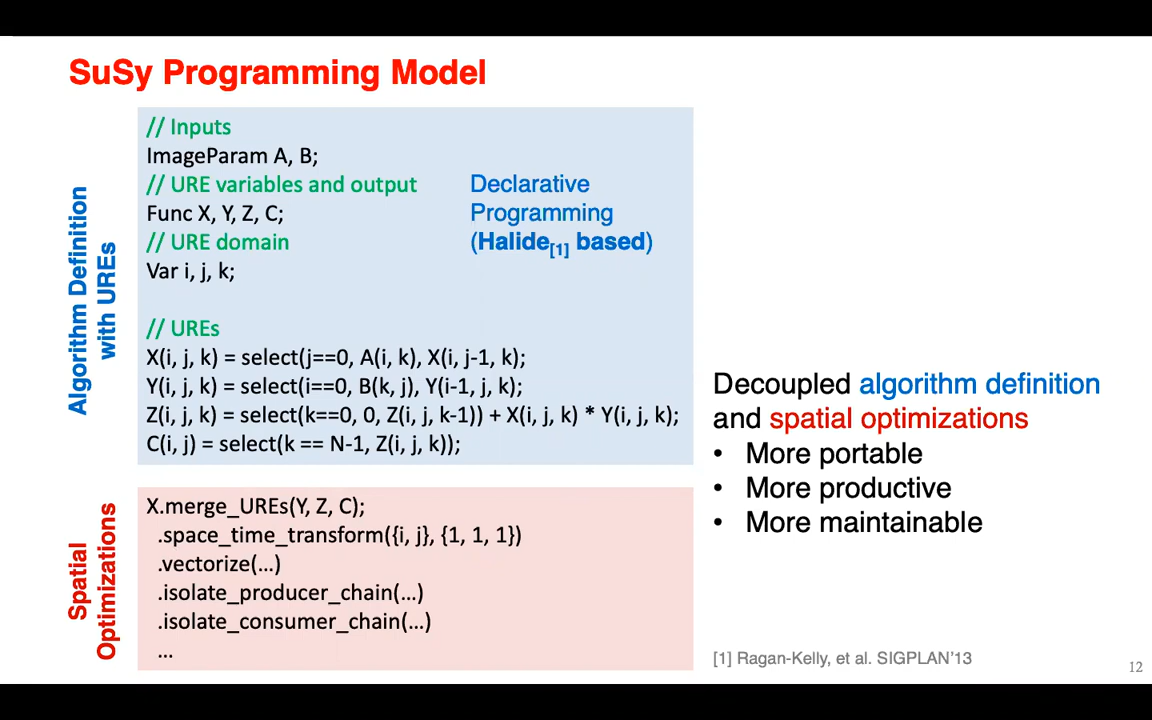 SuSy Programming Model
Algorithm Definition
with UREs
// Inputs
ImageParam A, B;
// URE variables and output
Func X, Y, Z, C;
// URE domain
Var i, j, k;
Declarative
Programming
(Halide[1] based)
// UREs
X(i, j, k) = select(j==0, A(i, k), X(i, j-1, k);
Y(i, j, k) = select(i==0, B(k, j), Y(i-1, j, k);
Z(i, j, k) = select(k==0, 0, Z(i, j, k-1)) + X(i, j, k) * Y(i, j, k);
C(i, j) = select(k == N-1, Z(i, j, k));
Spatial
Optimizations
X.merge_UREs(Y, Z, C);
.space_time_transform({i, j}, {1, 1, 1})
.vectorize(...)
.isolate_producer_chain(...)
.isolate_consumer_chain(...)
...
Decoupled algorithm definition
and spatial optimizations
• More portable
• More productive
• More maintainable
[1] Ragan-Kelly, et al. SIGPLAN'13
12